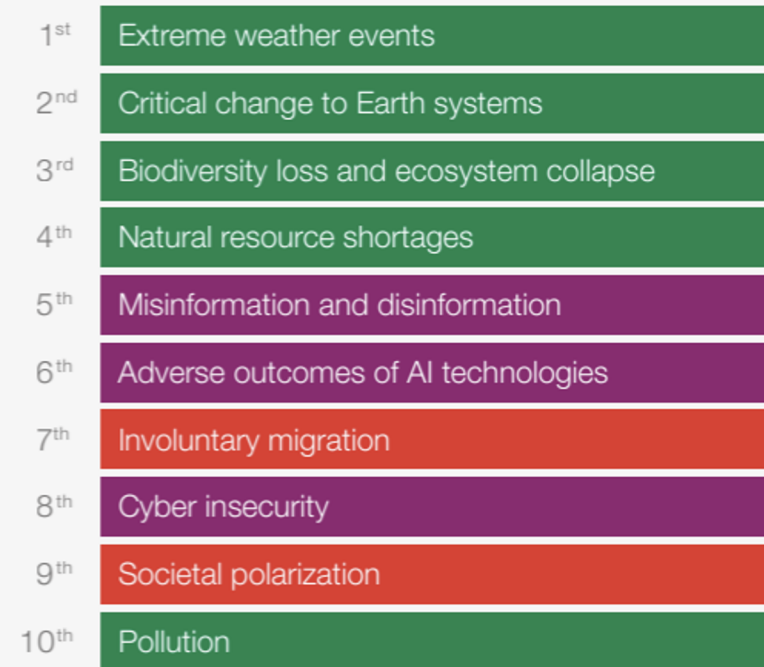 1st Extreme weather events
2nd Critical change to Earth systems
3rd Biodiversity loss and ecosystem collapse
4th Natural resource shortages
5th Misinformation and disinformation
6th Adverse outcomes of AI technologies
7th Involuntary migration
8th Cyber insecurity
9th Societal polarization
10th Pollution